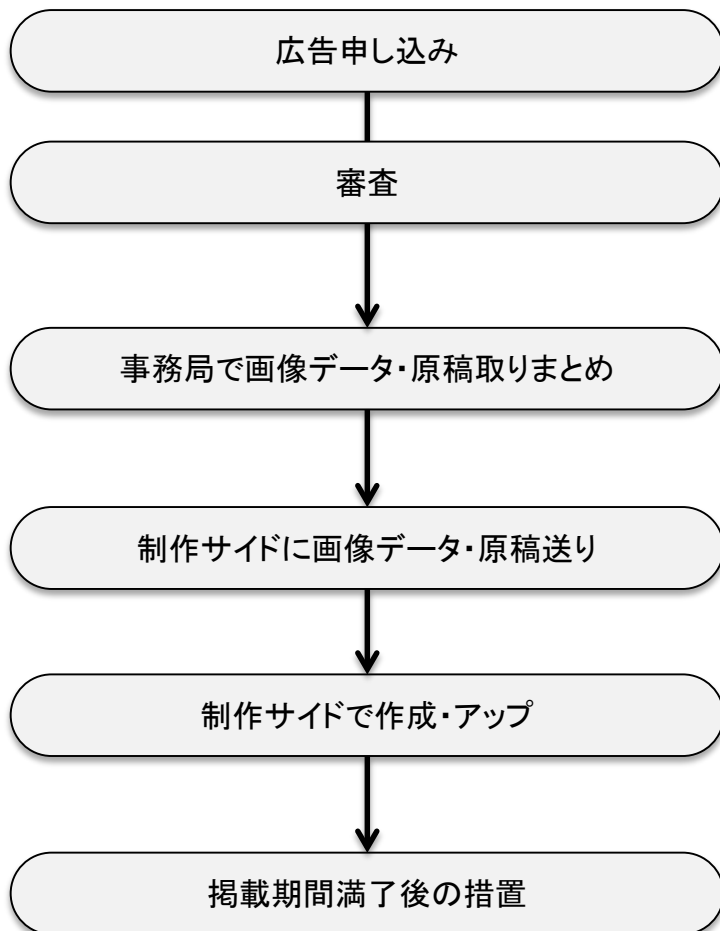 広告申し込み
審査
事務局で画像データ・原稿取りまとめ
制作サイドに画像データ・原稿送り
制作サイドで作成・アップ
掲載期間満了後の措置